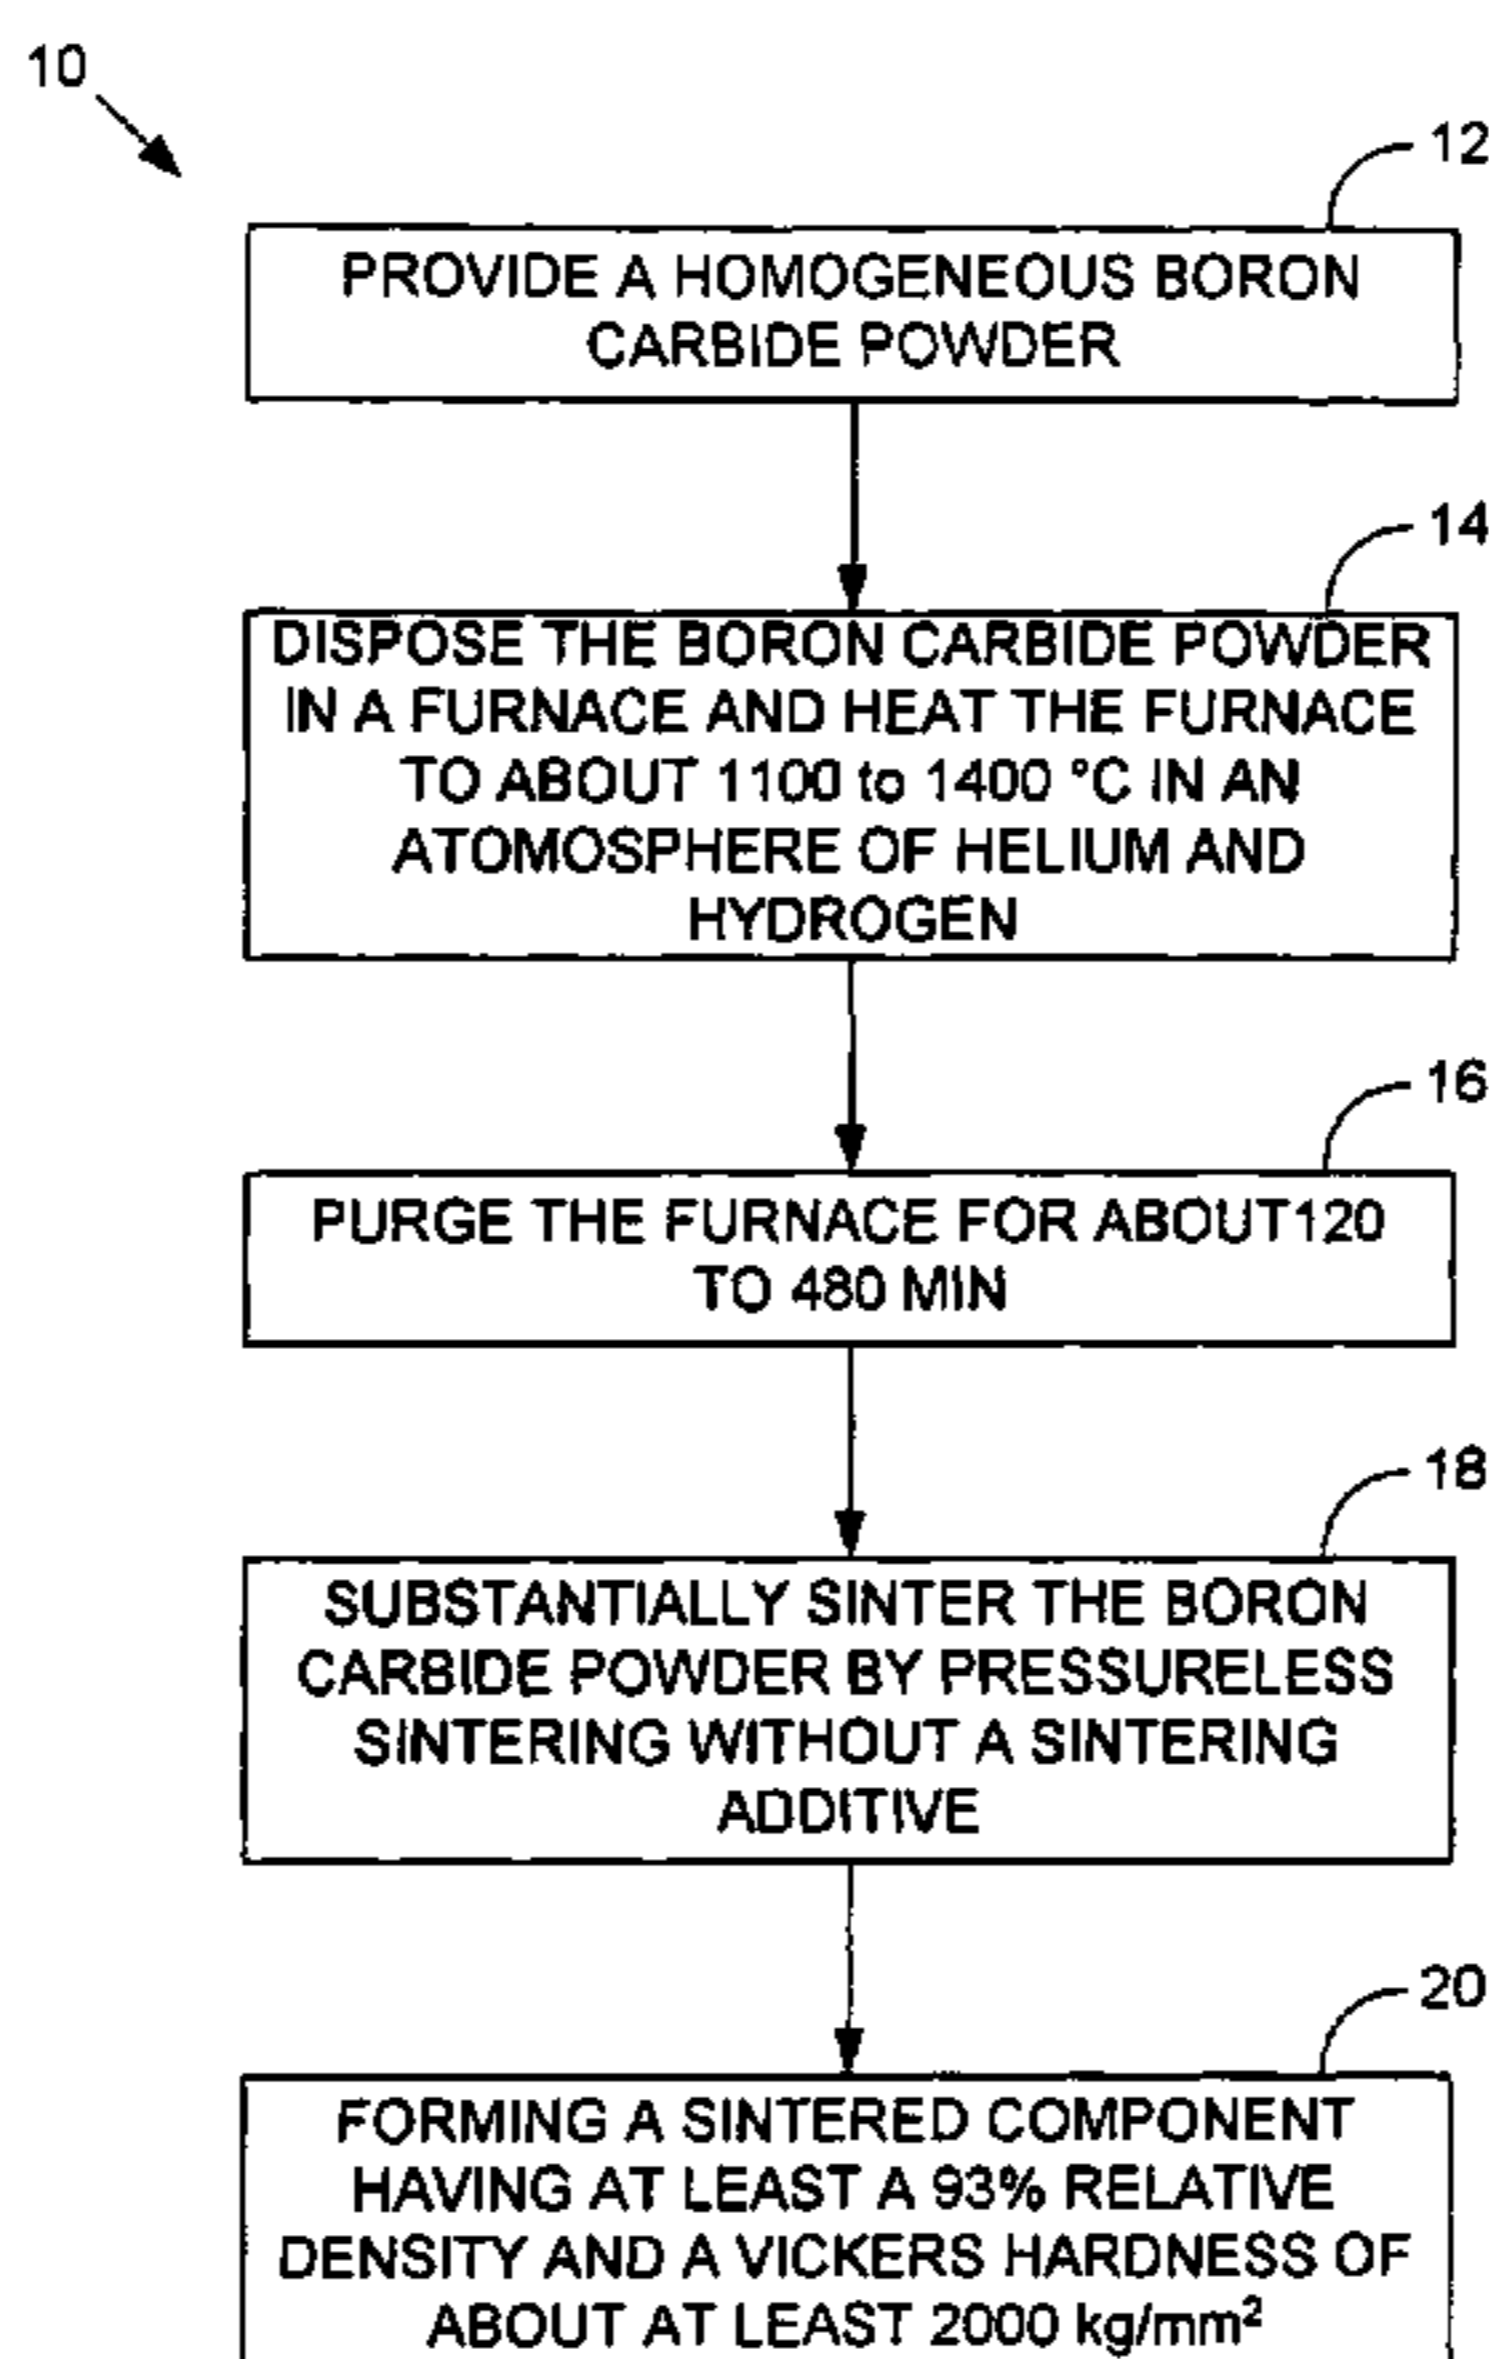 10
12
PROVIDE A HOMOGENEOUS BORON
CARBIDE POWDER
14
DISPOSE THE BORON CARBIDE POWDER
IN A FURNACE AND HEAT THE FURNACE
TO ABOUT 1100 to 1400 °C IN AN
ATOMOSPHERE OF HELIUM AND
HYDROGEN
16
PURGE THE FURNACE FOR ABOUT120
TO 480 MIN
18
SUBSTANTIALLY SINTER THE BORON
CARBIDE POWDER BY PRESSURELESS
SINTERING WITHOUT A SINTERING
ADDITIVE
20
FORMING A SINTERED COMPONENT
HAVING AT LEAST A 93% RELATIVE
DENSITY AND A VICKERS HARDNESS OF
ABOUT AT LEAST 2000 kg/mm²